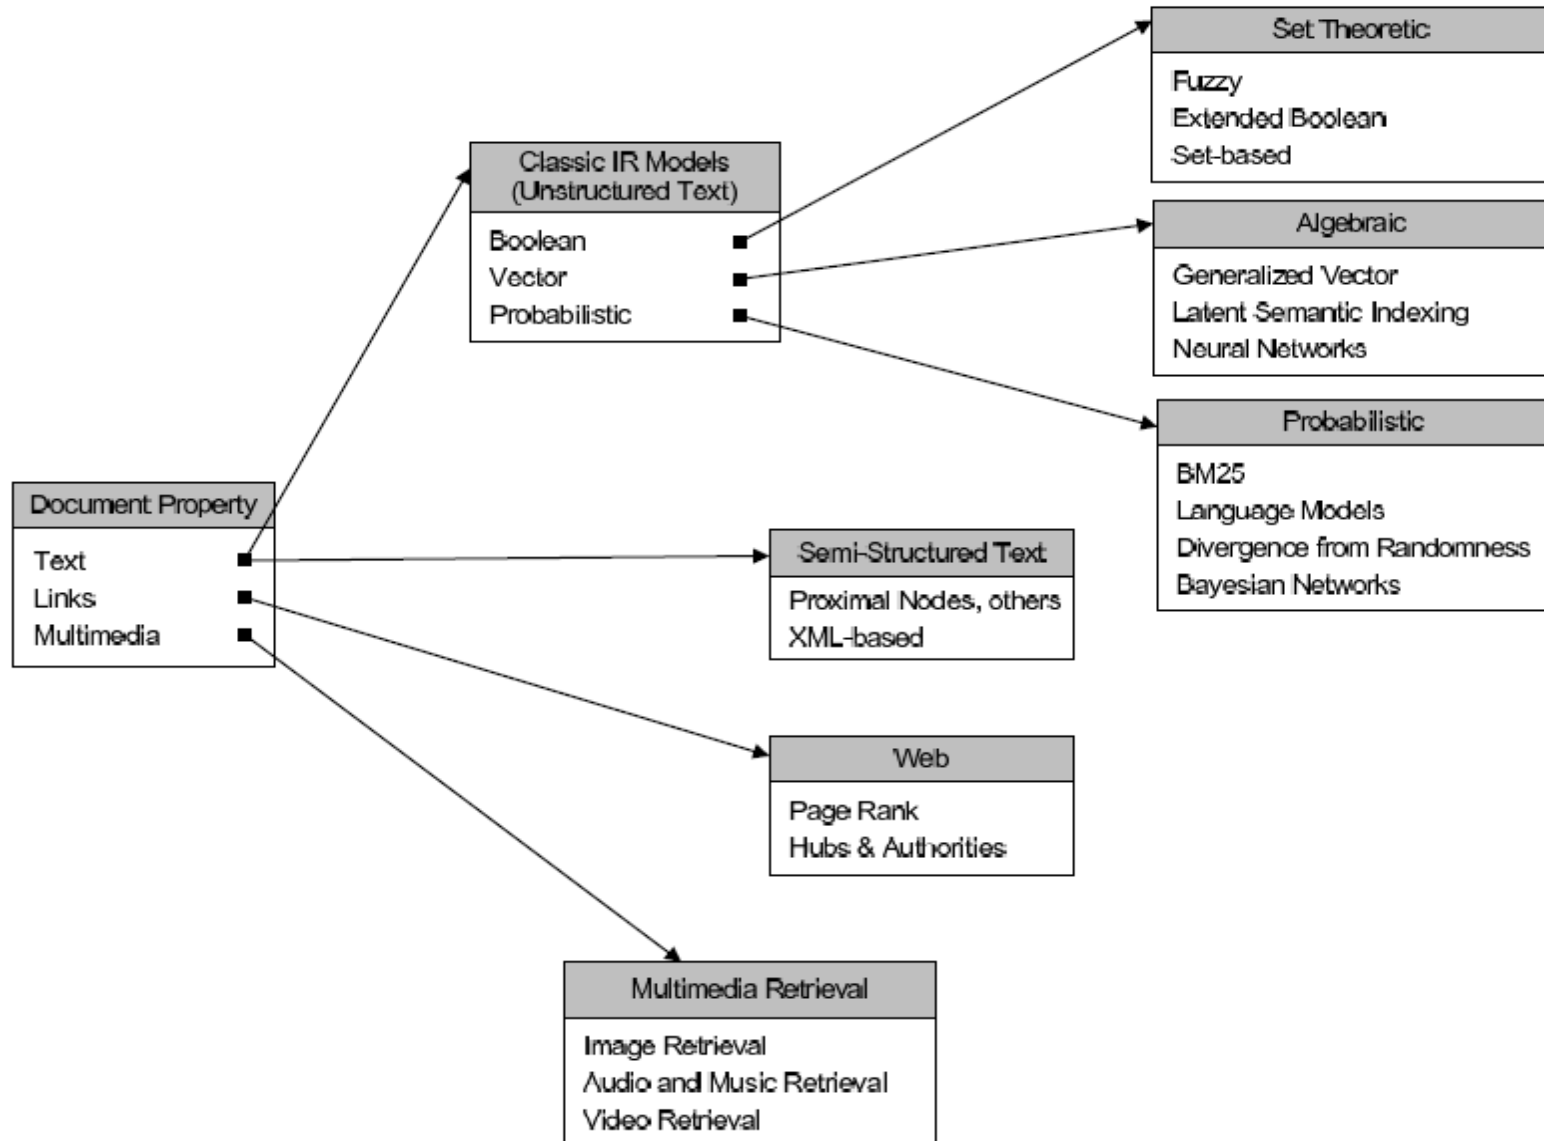 Set Theoretic
Fuzzy
Extended Boolean
Set-based
Classic IR Models
(Unstructured Text)
Boolean
Vector
Probabilistic
Algebraic
Generalized Vector
Latent Semantic Indexing
Neural Networks
Probabilistic
BM25
Language Models
Divergence from Randomness
Bayesian Networks
Document Property
Text
Links
Multimedia
Semi-Structured Text
Proximal Nodes, others
XML-based
Web
Page Rank
Hubs & Authorities
Multimedia Retrieval
Image Retrieval
Audio and Music Retrieval
Video Retrieval